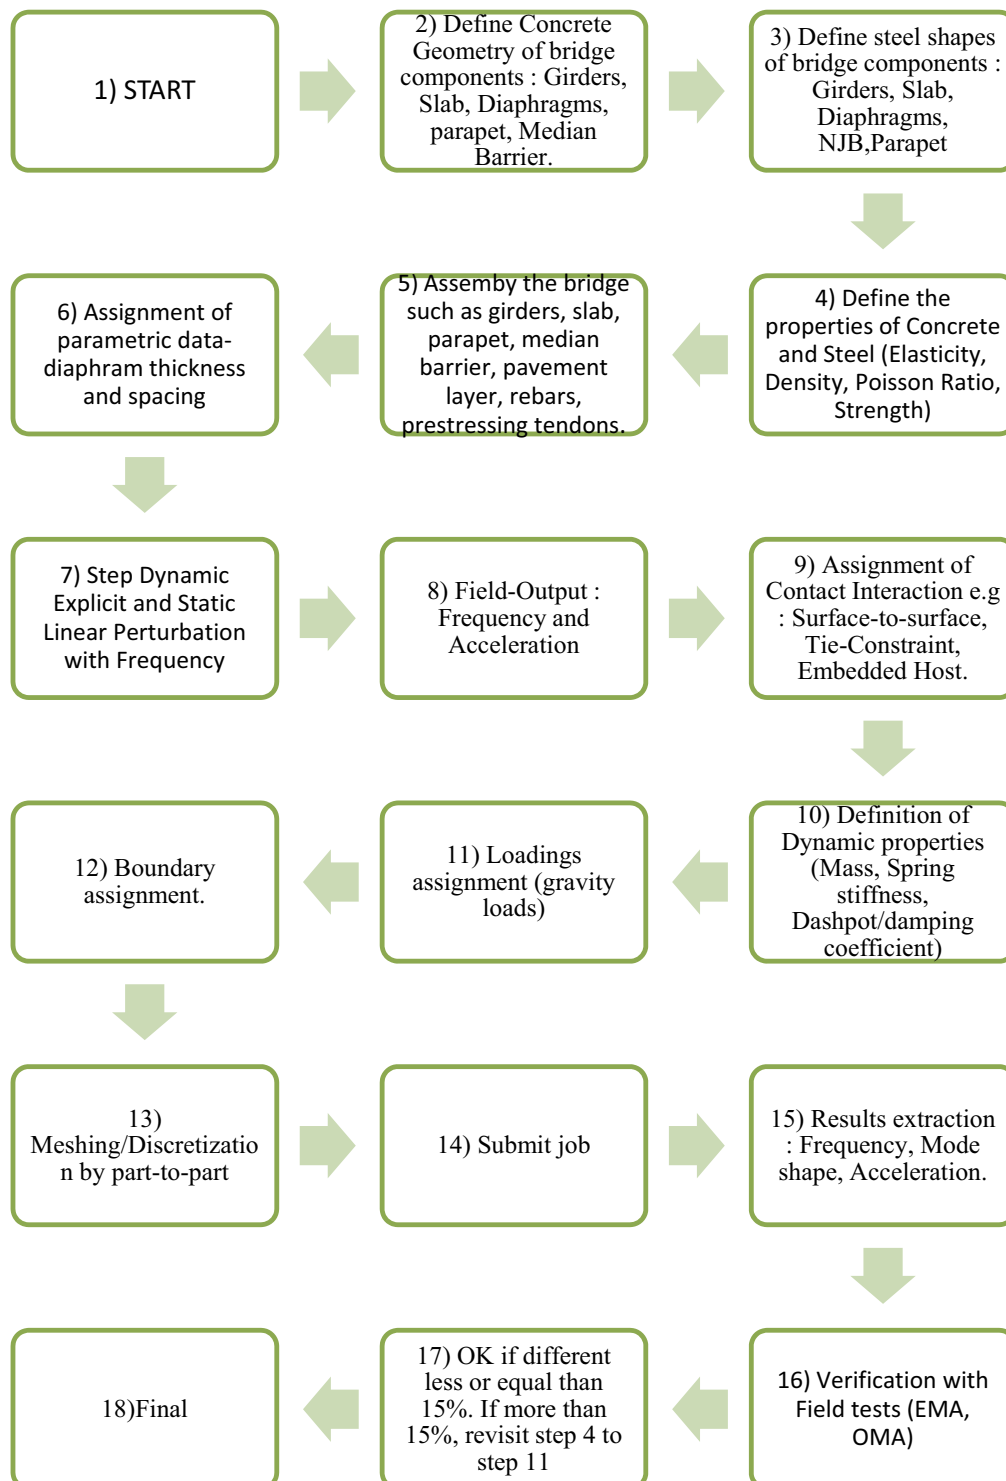 1) START
2) Define Concrete
Geometry of bridge
components : Girders,
Slab, Diaphragms,
parapet, Median
Barrier.
3) Define steel shapes
of bridge components :
Girders, Slab,
Diaphragms,
NJB,Parapet
4) Define the
properties of Concrete
and Steel (Elasticity,
Density, Poisson Ratio,
Strength)
5) Assemby the bridge
such as girders, slab,
parapet, median
barrier, pavement
layer, rebars,
prestressing tendons.
6) Assignment of
parametric data-
diaphram thickness
and spacing
7) Step Dynamic
Explicit and Static
Linear Perturbation
with Frequency
8) Field-Output :
Frequency and
Acceleration
9) Assignment of
Contact Interaction e.g
: Surface-to-surface,
Tie-Constraint,
Embedded Host.
10) Definition of
Dynamic properties
(Mass, Spring
stiffness,
Dashpot/damping
coefficient)
11) Loadings
assignment (gravity
loads)
12) Boundary
assignment.
13)
Meshing/Discretizatio
n by part-to-part
14) Submit job
15) Results extraction
: Frequency, Mode
shape, Acceleration.
16) Verification with
Field tests (EMA,
OMA)
17) OK if different
less or equal than
15%. If more than
15%, revisit step 4 to
step 11
18)Final